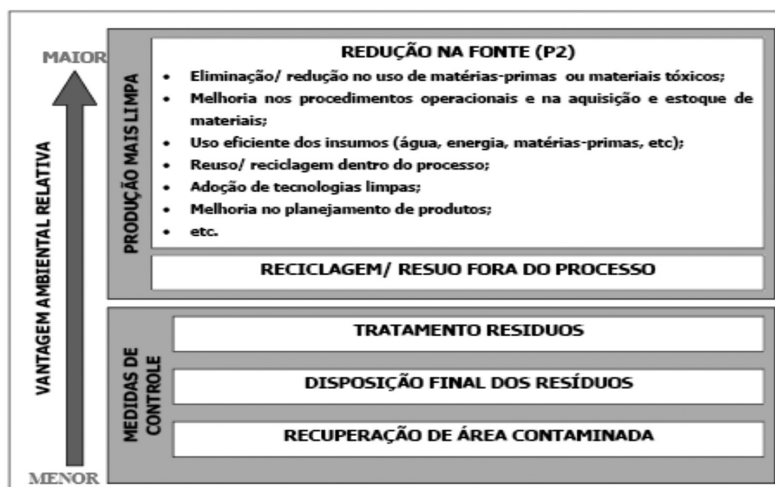 MAIOR
VANTAGEM AMBIENTAL RELATIVA
MENOR
PRODUÇÃO MAIS LIMPA
REDUÇÃO NA FONTE (P2)
• Eliminação/ redução no uso de matérias-primas ou materiais tóxicos;
• Melhoria nos procedimentos operacionais e na aquisição e estoque de
materiais;
• Uso eficiente dos insumos (água, energia, matérias-primas, etc);
• Reuso/ reciclagem dentro do processo;
• Adoção de tecnologias limpas;
• Melhoria no planejamento de produtos;
• etc.
RECICLAGEM/ RESUO FORA DO PROCESSO
MEDIDAS DE
CONTROLE
TRATAMENTO RESIDUOS
DISPOSIÇÃO FINAL DOS RESÍDUOS
RECUPERAÇÃO DE ÁREA CONTAMINADA